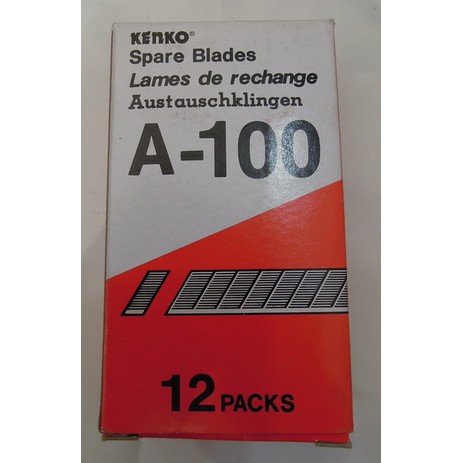 KENKO®
Spare Blades
Lames de rechange
Austauschklingen
A-100
12 PACKS